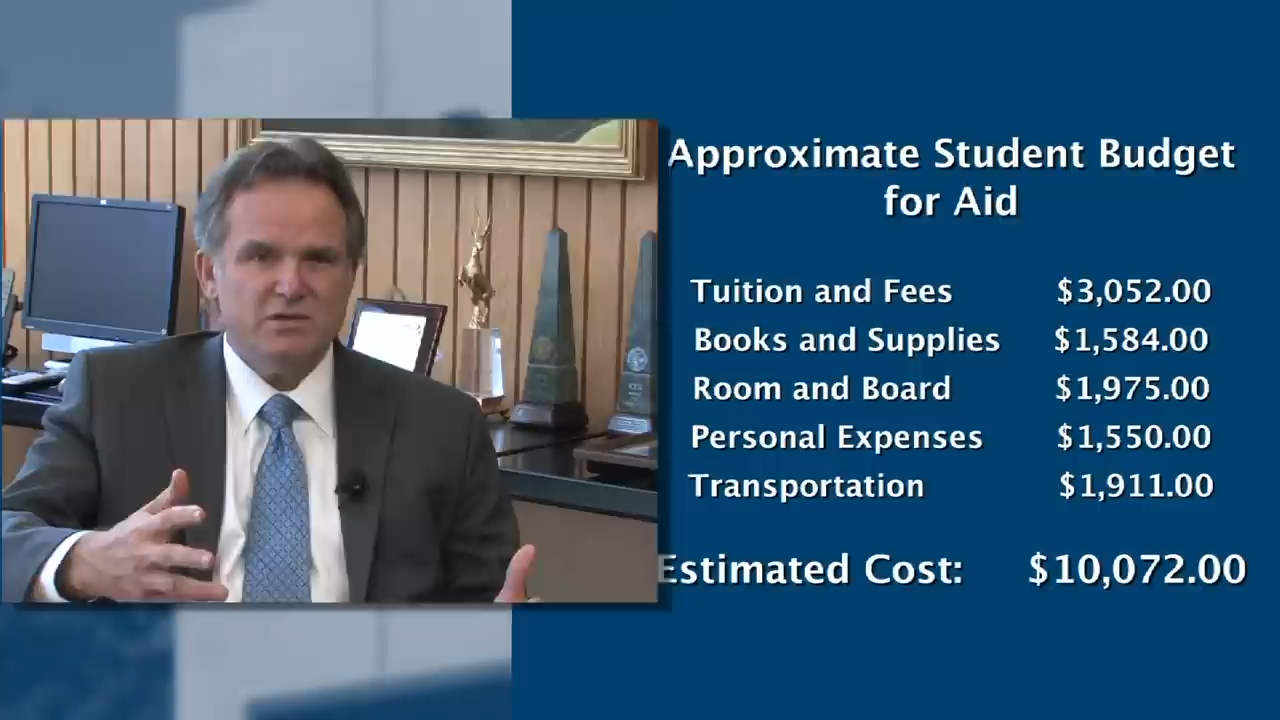 Approximate Student Budget
for Aid
Tuition and Fees $3,052.00
Books and Supplies $1,584.00
Room and Board $1,975.00
Personal Expenses $1,550.00
Transportation $1,911.00
Estimated Cost: $10,072.00